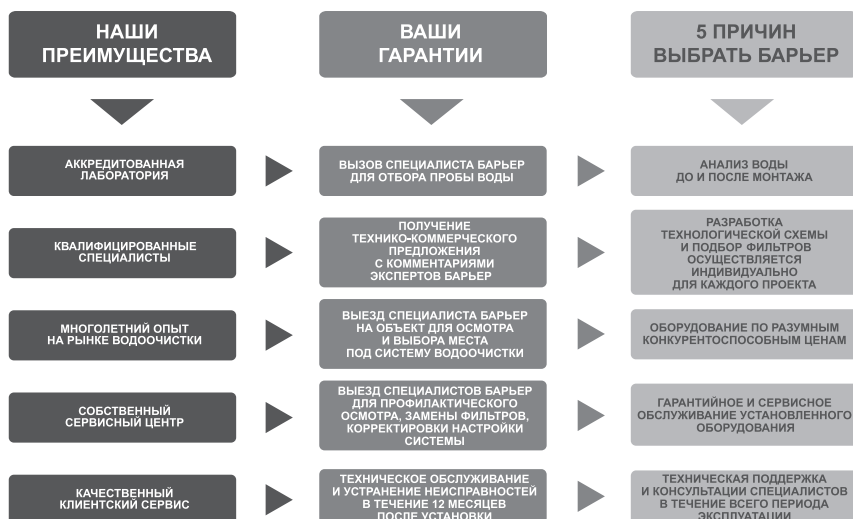 НАШИ
ПРЕИМУЩЕСТВА
ВАШИ
ГАРАНТИИ
5 ПРИЧИН
ВЫБРАТЬ БАРЬЕР
АККРЕДИТОВАННАЯ
ЛАБОРАТОРИЯ
ВЫЗОВ СПЕЦИАЛИСТА БАРЬЕР
ДЛЯ ОТБОРА ПРОБЫ ВОДЫ
АНАЛИЗ ВОДЫ
ДО И ПОСЛЕ МОНТАЖА
КВАЛИФИЦИРОВАННЫЕ
СПЕЦИАЛИСТЫ
ПОЛУЧЕНИЕ
ТЕХНИКО-КОММЕРЧЕСКОГО
ПРЕДЛОЖЕНИЯ
С КОММЕНТАРИЯМИ
ЭКСПЕРТОВ БАРЬЕР
РАЗРАБОТКА
ТЕХНОЛОГИЧЕСКОЙ СХЕМЫ
И ПОДБОР ФИЛЬТРОВ
ОСУЩЕСТВЛЯЕТСЯ
ИНДИВИДУАЛЬНО
ДЛЯ КАЖДОГО ПРОЕКТА
МНОГОЛЕТНИЙ ОПЫТ
НА РЫНКЕ ВОДООЧИСТКИ
ВЫЕЗД СПЕЦИАЛИСТА БАРЬЕР
НА ОБЪЕКТ ДЛЯ ОСМОТРА
И ВЫБОРА МЕСТА
ПОД СИСТЕМУ ВОДООЧИСТКИ
ОБОРУДОВАНИЕ ПО РАЗУМНЫМ
КОНКУРЕНТОСПОСОБНЫМ ЦЕНАМ
СОБСТВЕННЫЙ
СЕРВИСНЫЙ ЦЕНТР
ВЫЕЗД СПЕЦИАЛИСТОВ БАРЬЕР
ДЛЯ ПРОФИЛАКТИЧЕСКОГО
ОСМОТРА, ЗАМЕНЫ ФИЛЬТРОВ,
КОРРЕКТИРОВКИ НАСТРОЙКИ
СИСТЕМЫ
ГАРАНТИЙНОЕ И СЕРВИСНОЕ
ОБСЛУЖИВАНИЕ УСТАНОВЛЕННОГО
ОБОРУДОВАНИЯ
КАЧЕСТВЕННЫЙ
КЛИЕНТСКИЙ СЕРВИС
ТЕХНИЧЕСКОЕ ОБСЛУЖИВАНИЕ
И УСТРАНЕНИЕ НЕИСПРАВНОСТЕЙ
В ТЕЧЕНИЕ 12 МЕСЯЦЕВ
ПОСЛЕ УСТАНОВКИ
ТЕХНИЧЕСКАЯ ПОДДЕРЖКА
И КОНСУЛЬТАЦИИ СПЕЦИАЛИСТОВ
В ТЕЧЕНИЕ ВСЕГО ПЕРИОДА
ЭКСПЛУАТАЦИИ